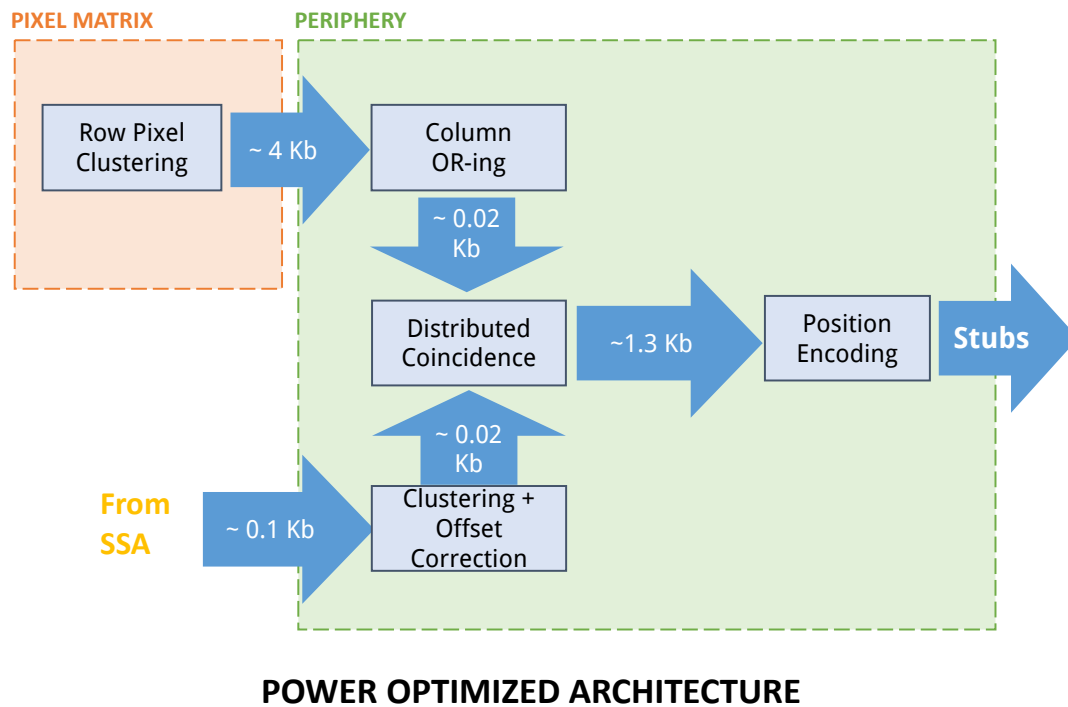 PIXEL MATRIX
PERIPHERY
Row Pixel
Clustering
~ 4 Kb
Column
OR-ing
~ 0.02
Kb
Distributed
Coincidence
~1.3 Kb
Position
Encoding
Stubs
~ 0.02
Kb
From
SSA
~ 0.1 Kb
Clustering +
Offset
Correction
POWER OPTIMIZED ARCHITECTURE